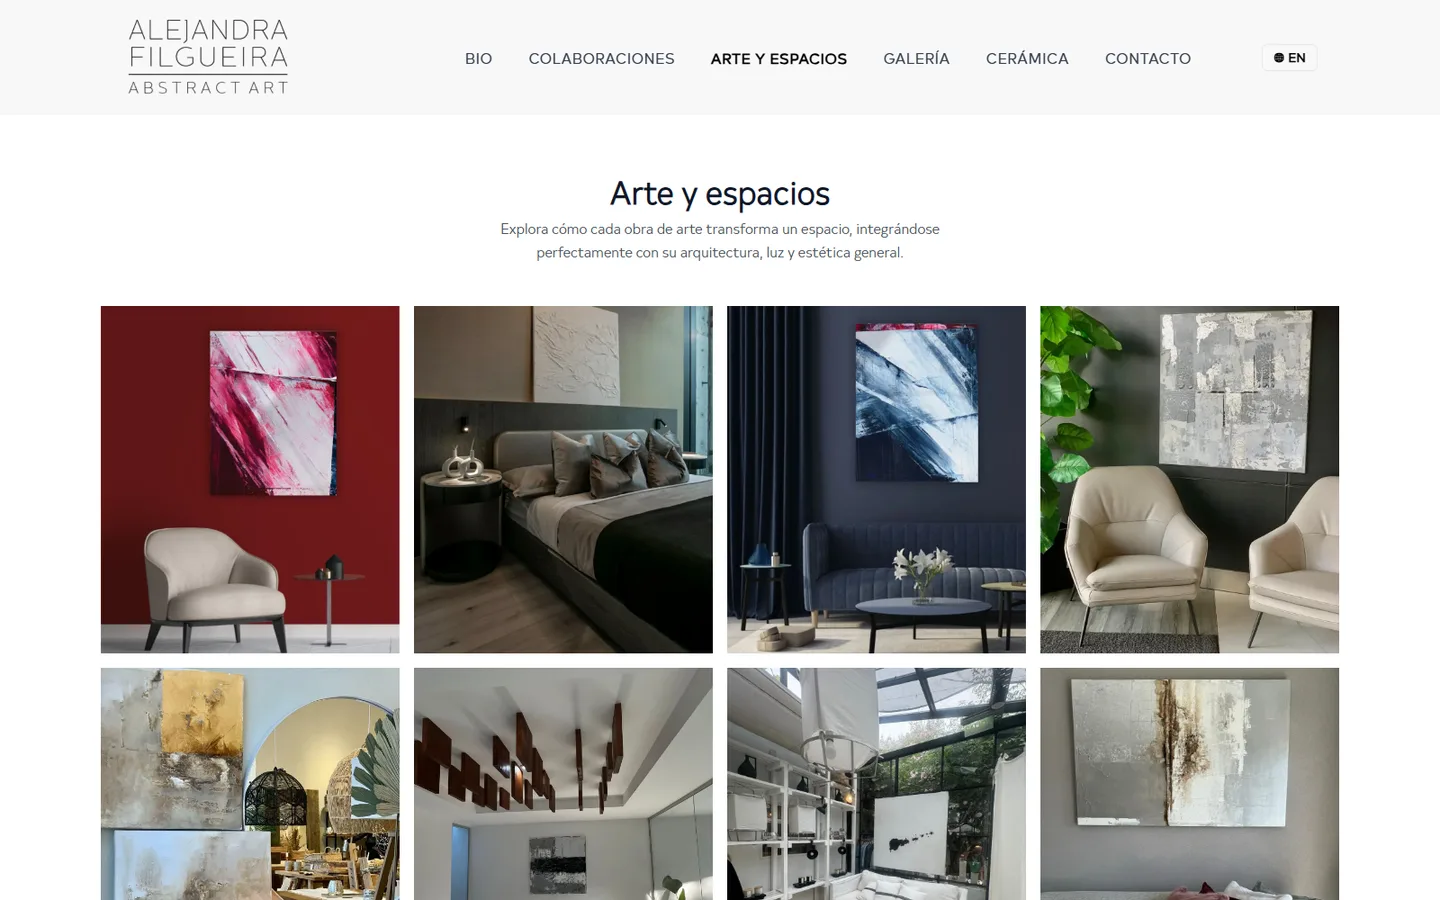 ALEJANDRA
FILGUEIRA
ABSTRACT ART
BIO
COLABORACIONES
ARTE Y ESPACIOS
GALERÍA
CERÁMICA
CONTACTO
EN
Arte y espacios
Explora cómo cada obra de arte transforma un espacio, integrándose
perfectamente con su arquitectura, luz y estética general.